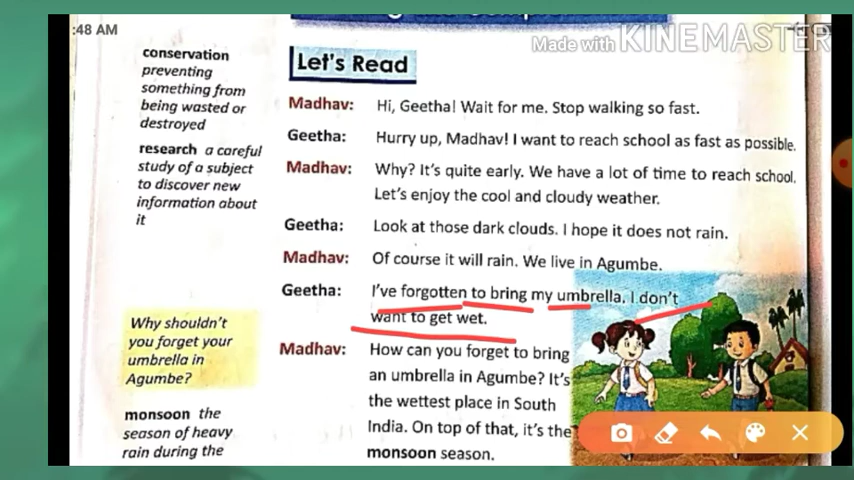 :48 AM
Made with KINEMASTER
conservation
preventing
something from
being wasted or
destroyed
research a careful
study of a subject
to discover new
information about
it
Why shouldn't
you forget your
umbrella in
Agumbe?
monsoon the
season of heavy
rain during the
Let's Read
Madhav: Hi, Geetha! Wait for me. Stop walking so fast.
Geetha: Hurry up, Madhav! I want to reach school as fast as possible.
Madhav: Why? It's quite early. We have a lot of time to reach school.
Let's enjoy the cool and cloudy weather.
Geetha: Look at those dark clouds. I hope it does not rain.
Madhav: Of course it will rain. We live in Agumbe.
Geetha: I've forgotten to bring my umbrella. I don't
want to get wet.
Madhav: How can you forget to bring
an umbrella in Agumbe? It's
the wettest place in South
India. On top of that, it's the
monsoon season.